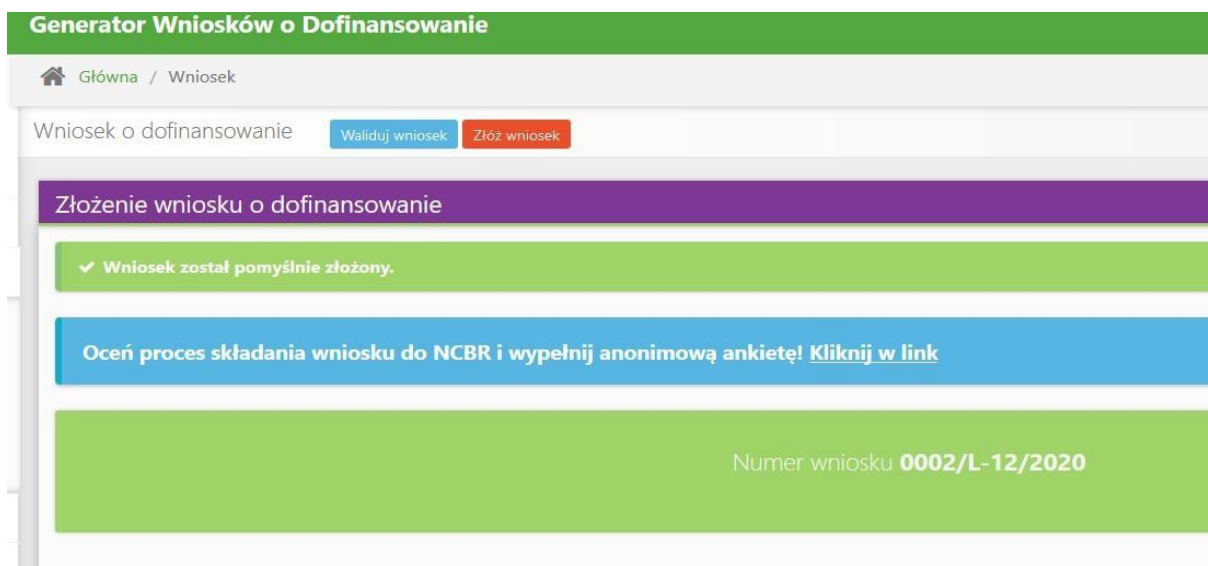 Generator Wniosków o Dofinansowanie
Główna / Wniosek
Wniosek o dofinansowanie Waliduj wniosek Złóż wniosek
Złożenie wniosku o dofinansowanie
Wniosek został pomyślnie złożony.
Oceń proces składania wniosku do NCBR i wypełnij anonimową ankietę! Kliknij w link
Numer wniosku 0002/L-12/2020